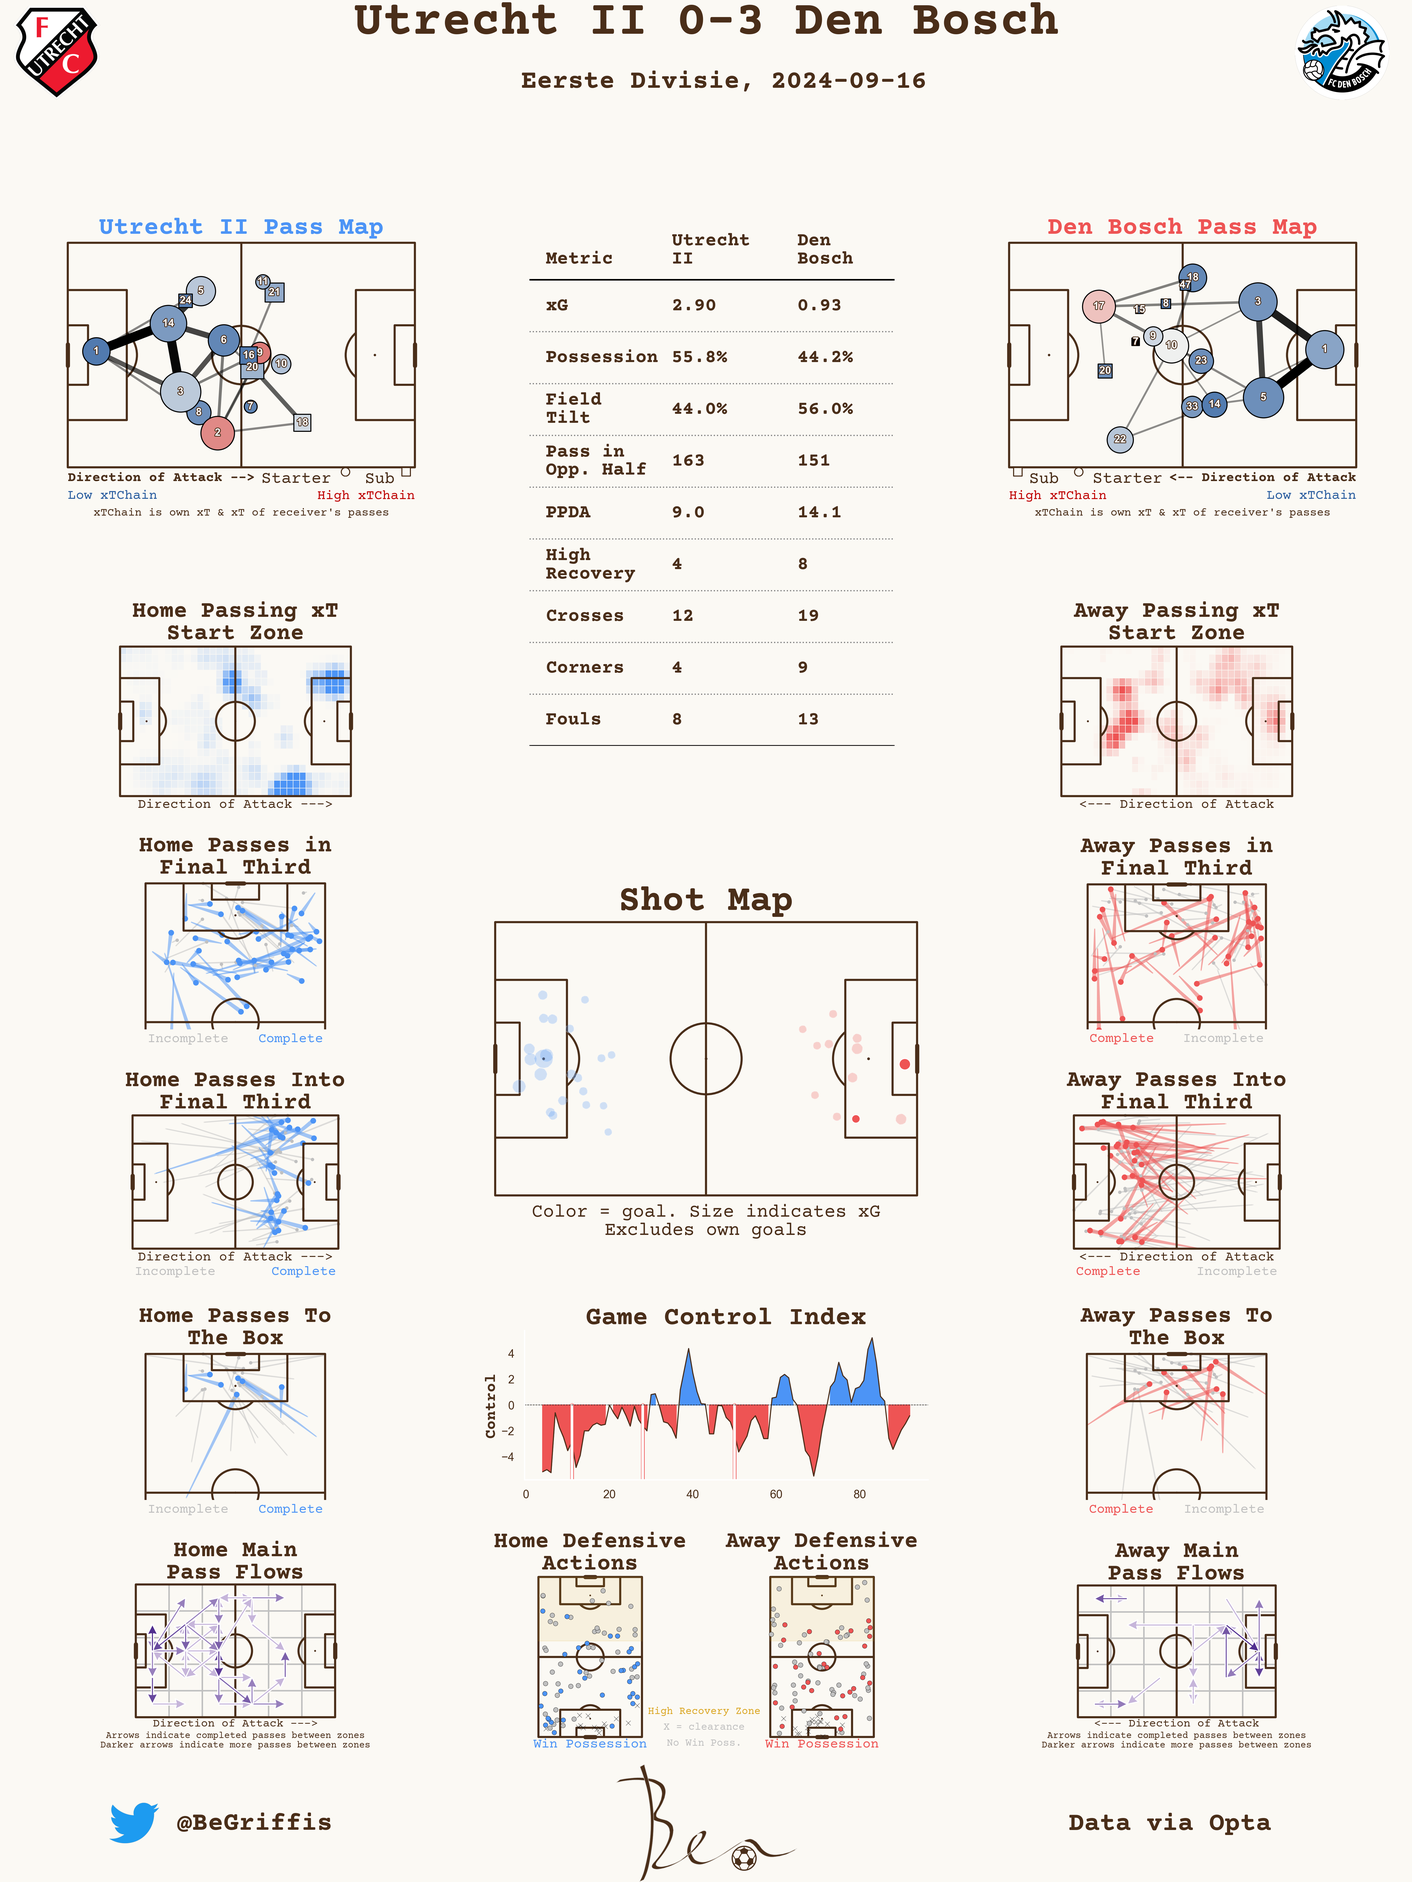 Utrecht II 0-3 Den Bosch
Eerste Divisie, 2024-09-16
F
UTRECHT
C
FC DEN BOSCH
Utrecht II Pass Map
11
5
21
24
14
6
1
16
9
20
10
3
7
8
18
2
Direction of Attack -->
Starter
Sub
Low xTChain
High xTChain
xTChain is own xT & xT of receiver's passes
Metric
Utrecht
II
Den
Bosch
xG 2.90 0.93
Possession 55.8% 44.2%
Field
Tilt
44.0% 56.0%
Pass in
Opp. Half
163 151
PPDA 9.0 14.1
High
Recovery
4 8
Crosses 12 19
Corners 4 9
Fouls 8 13
Den Bosch Pass Map
18
47
17
15
8
3
9
7
10
1
20
23
5
33
14
22
Sub
Starter
<-- Direction of Attack
High xTChain
Low xTChain
xTChain is own xT & xT of receiver's passes
Home Passing xT
Start Zone
Direction of Attack --->
Away Passing xT
Start Zone
<--- Direction of Attack
Home Passes in
Final Third
Incomplete
Complete
Shot Map
Color = goal. Size indicates xG
Excludes own goals
Away Passes in
Final Third
Complete
Incomplete
Home Passes Into
Final Third
Direction of Attack --->
Incomplete
Complete
Away Passes Into
Final Third
<--- Direction of Attack
Complete
Incomplete
Home Passes To
The Box
Incomplete
Complete
Game Control Index
Control
4
2
0
−2
−4
0
20
40
60
80
Away Passes To
The Box
Complete
Incomplete
Home Main
Pass Flows
Direction of Attack --->
Arrows indicate completed passes between zones
Darker arrows indicate more passes between zones
Home Defensive
Actions
Win Possession
High Recovery Zone
X = clearance
No Win Poss.
Away Defensive
Actions
Win Possession
Away Main
Pass Flows
<--- Direction of Attack
Arrows indicate completed passes between zones
Darker arrows indicate more passes between zones
@BeGriffis
Ben
Data via Opta